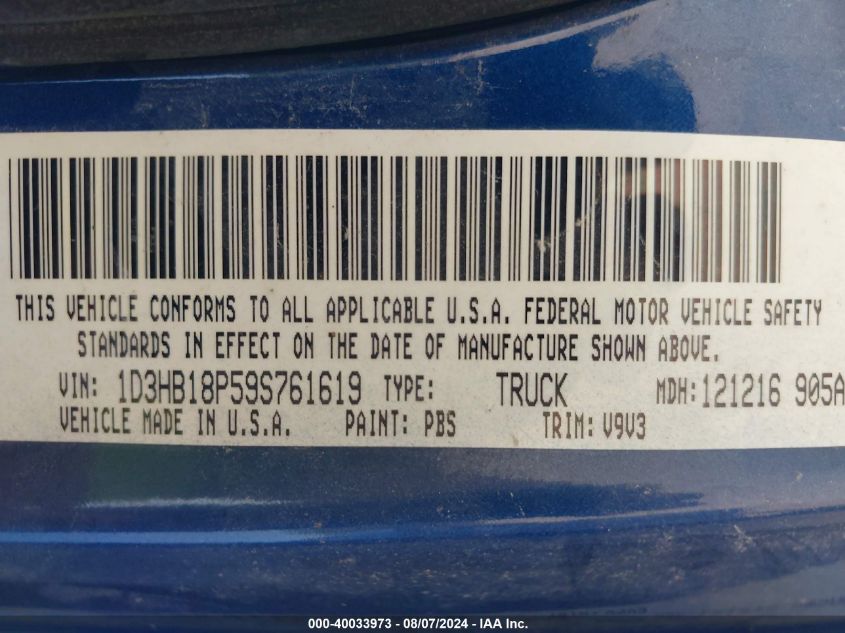 THIS VEHICLE CONFORMS TO ALL APPLICABLE U.S.A. FEDERAL MOTOR VEHICLE SAFETY
STANDARDS IN EFFECT ON THE DATE OF MANUFACTURE SHOWN ABOVE.
VIN: 1D3HB18P59S761619 TYPE: TRUCK MDH: 121216 905A
VEHICLE MADE IN U.S.A. PAINT: PBS TRIM: V9V3
000-40033973 - 08/07/2024 - IAA Inc.